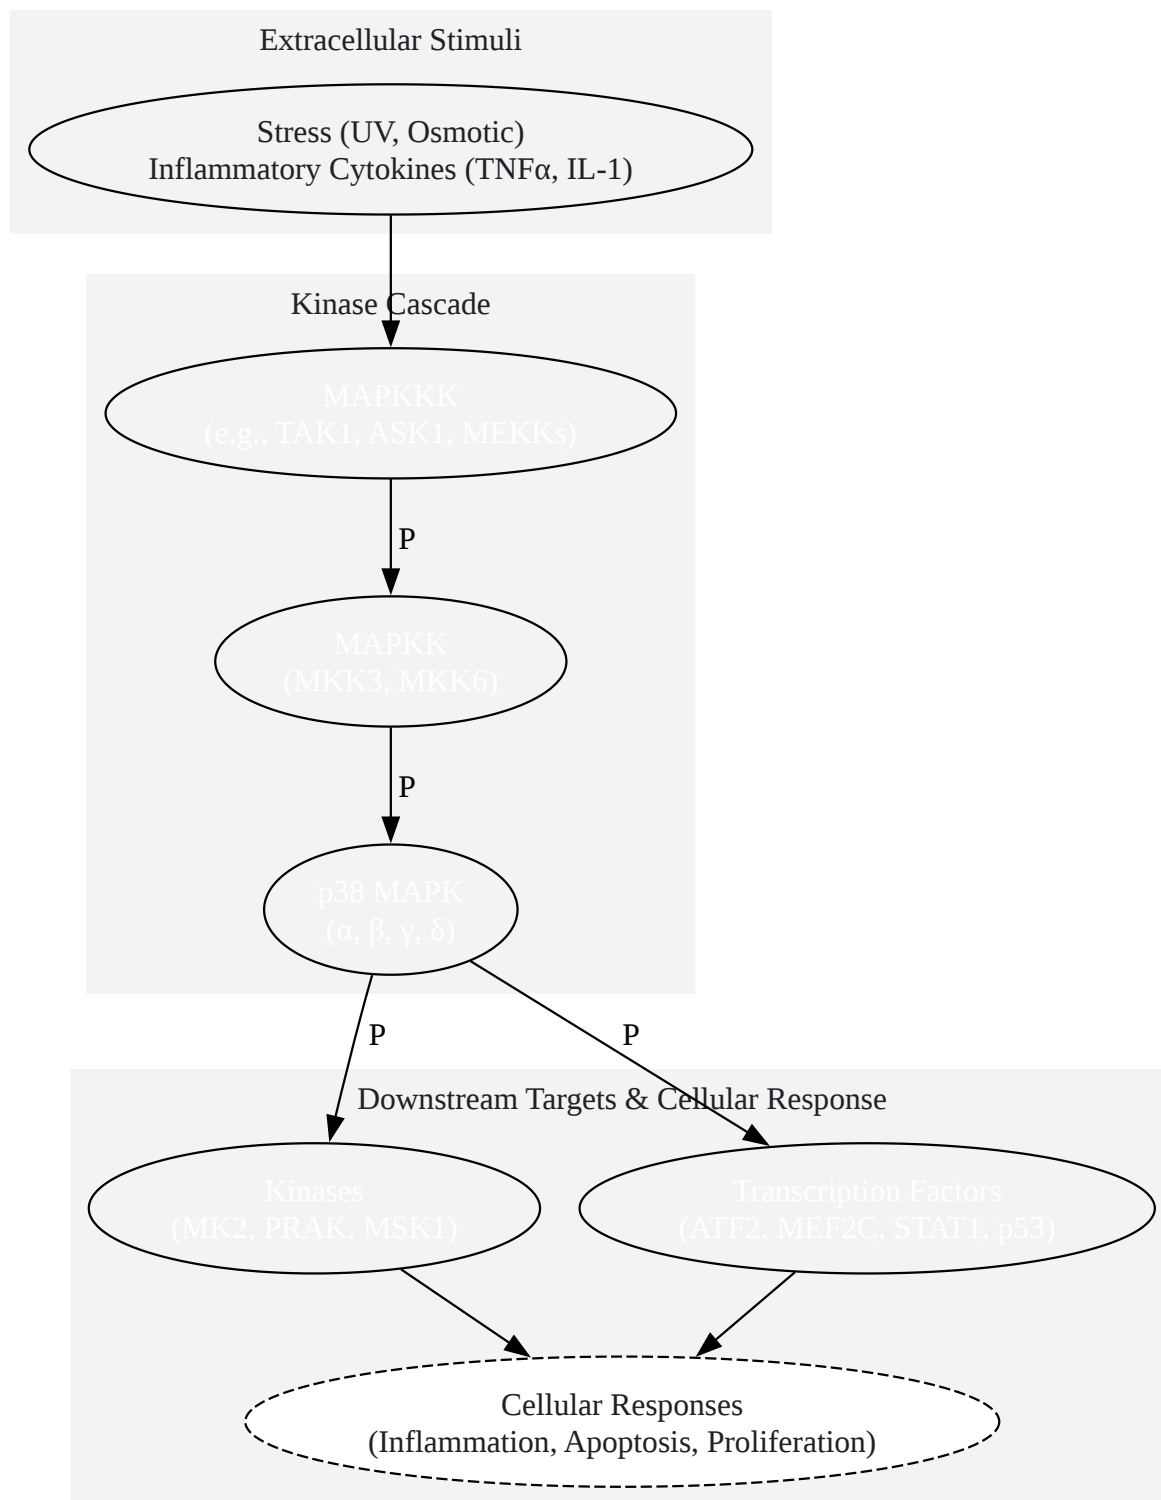 Extracellular Stimuli
Stress (UV, Osmotic)
Inflammatory Cytokines (TNFα, IL-1)
Kinase Cascade
MAPKKK
(e.g., TAK1, ASK1, MEKKs)
P
MAPKK
(MKK3, MKK6)
P
p38 MAPK
(α, β, γ, δ)
P
P
Downstream Targets & Cellular Response
Kinases
(MK2, PRAK, MSK1)
Transcription Factors
(ATF2, MEF2C, STAT1, p53)
Cellular Responses
(Inflammation, Apoptosis, Proliferation)